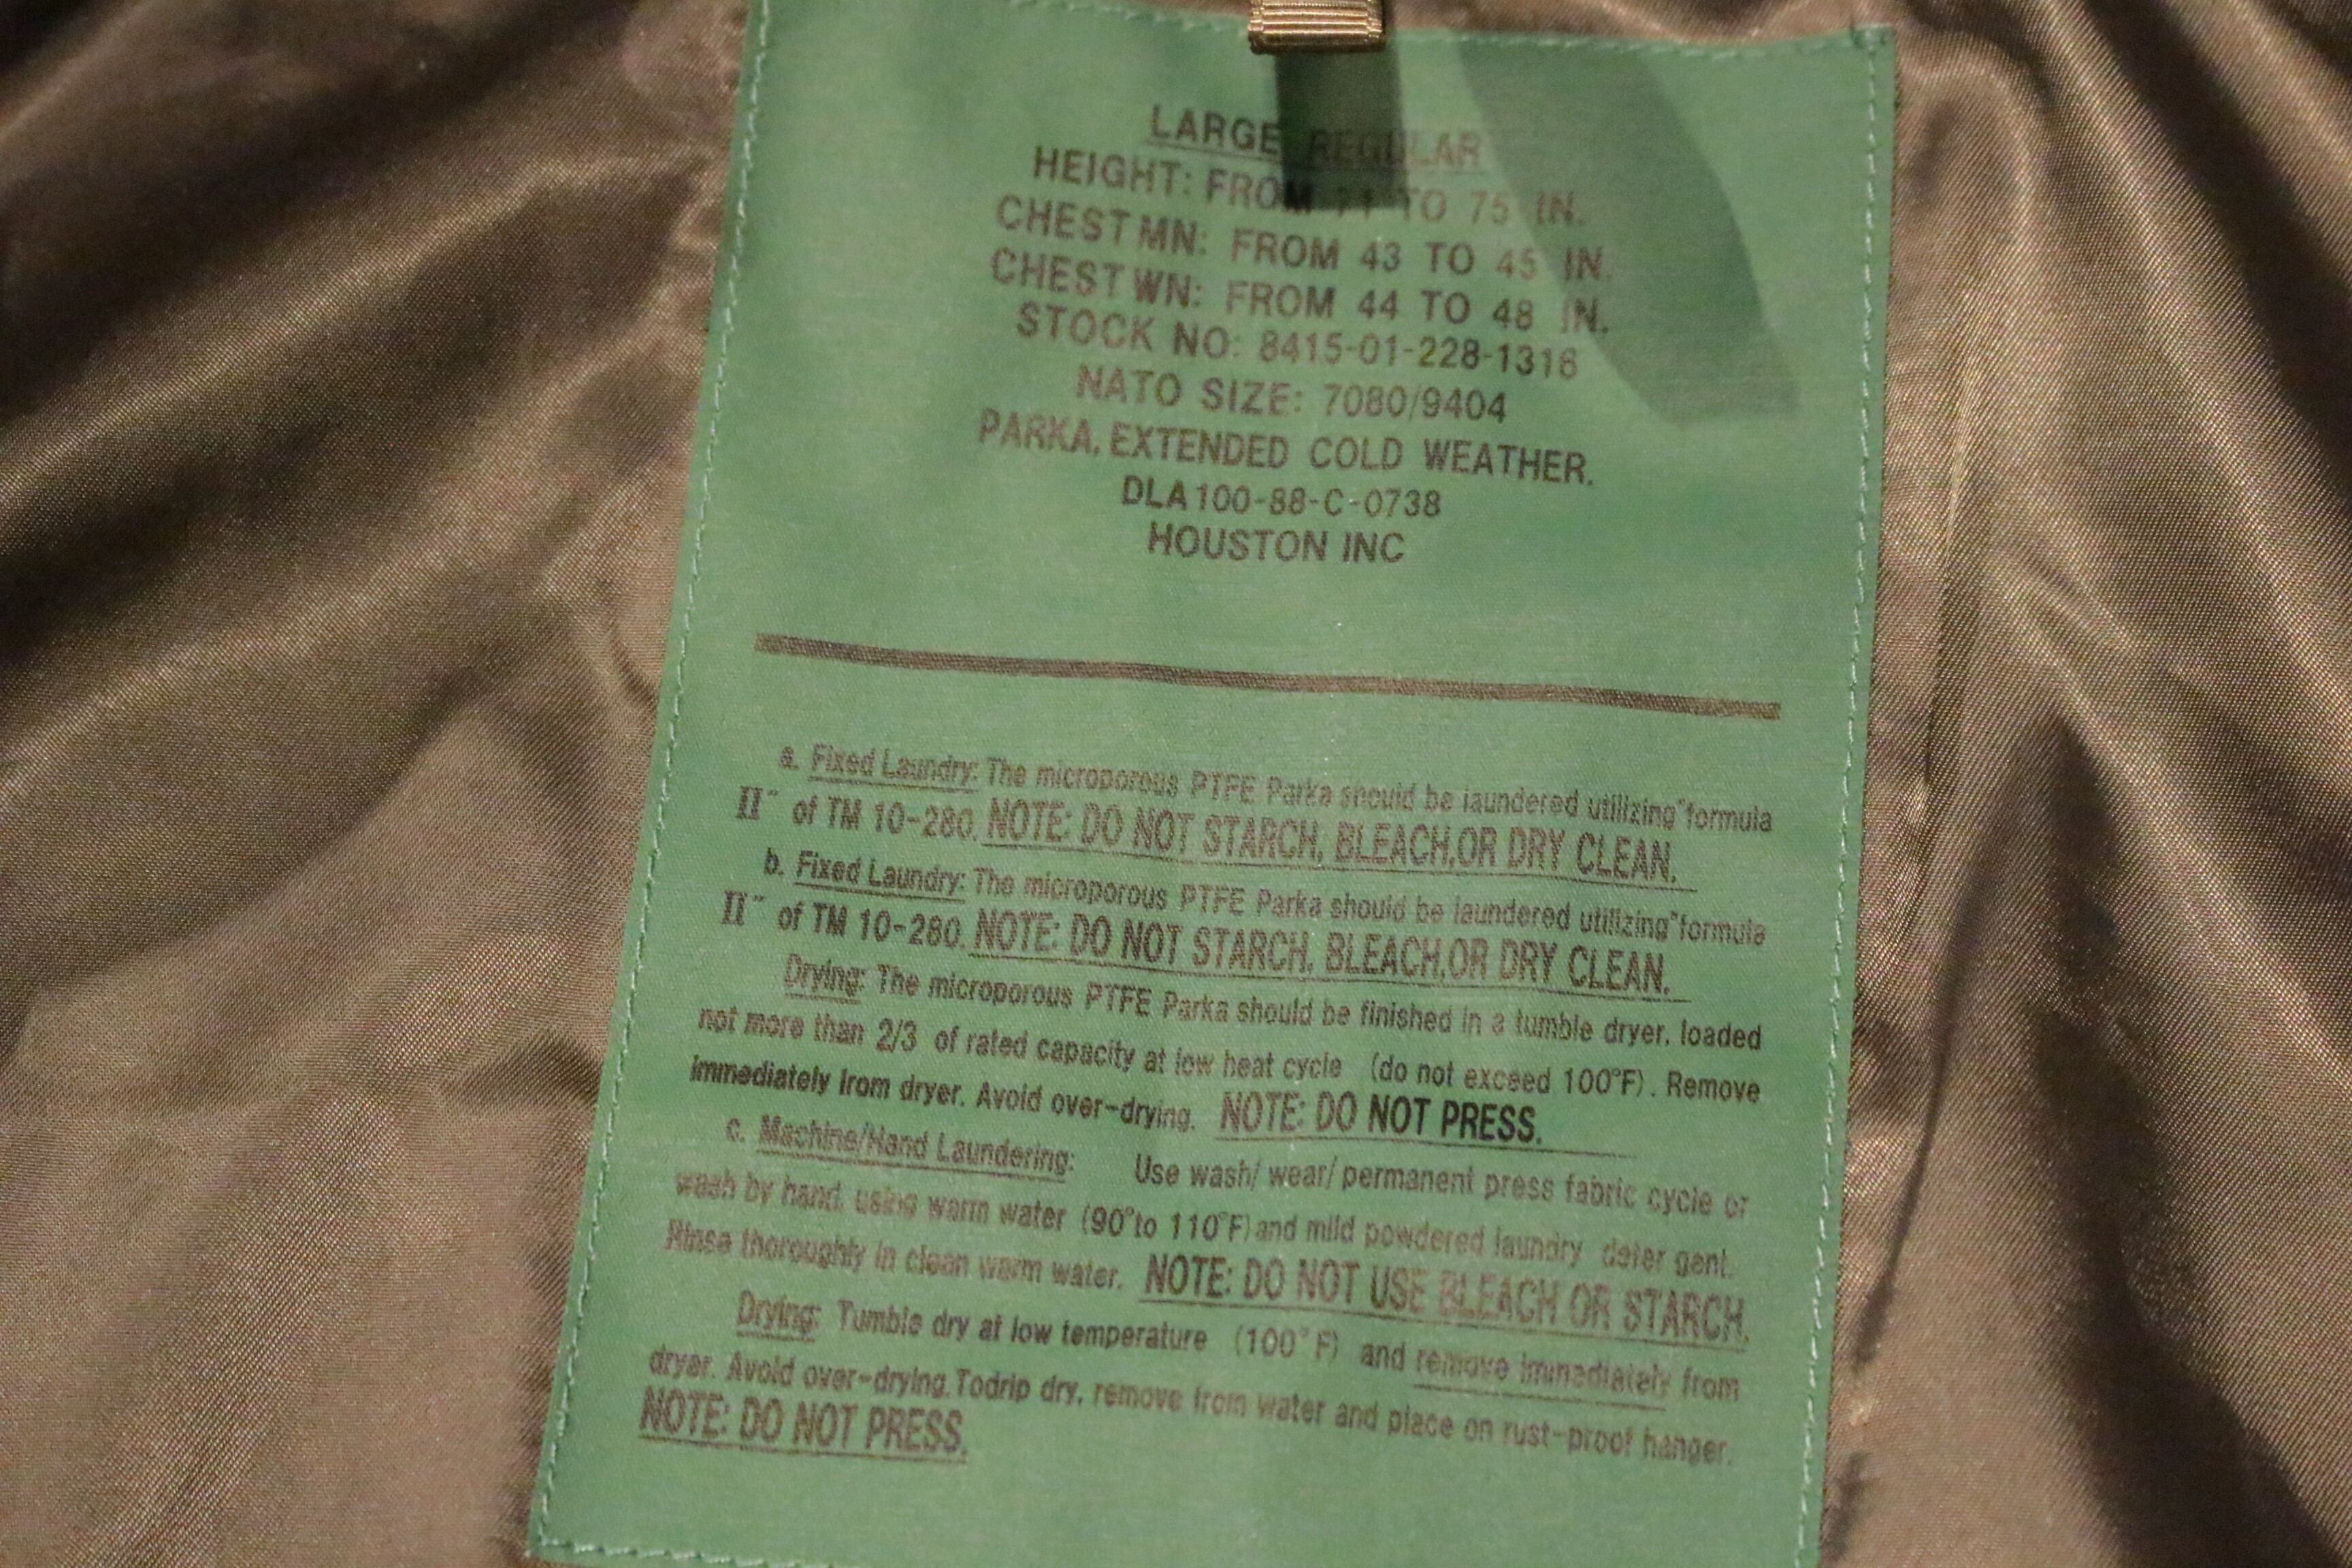 LARGE REGULAR
HEIGHT: FROM 71 TO 75 IN.
CHEST MN: FROM 43 TO 45 IN.
CHEST WN: FROM 44 TO 48 IN.
STOCK NO: 8415-01-228-1316
NATO SIZE: 7080/9404
PARKA, EXTENDED COLD WEATHER.
DLA100-88-C-0738
HOUSTON INC
a. Fixed Laundry: The microporous PTFE Parka should be laundered utilizing "formula
II" of TM 10-280. NOTE: DO NOT STARCH, BLEACH, OR DRY CLEAN.
b. Fixed Laundry: The microporous PTFE Parka should be laundered utilizing "formula
II" of TM 10-280. NOTE: DO NOT STARCH, BLEACH, OR DRY CLEAN.
Drying: The microporous PTFE Parka should be finished in a tumble dryer, loaded
not more than 2/3 of rated capacity at low heat cycle (do not exceed 100°F). Remove
immediately from dryer. Avoid over-drying. NOTE: DO NOT PRESS.
c. Machine/Hand Laundering: Use wash/ wear/ permanent press fabric cycle or
wash by hand, using warm water (90° to 110°F) and mild powdered laundry deter gent.
Rinse thoroughly in clean warm water. NOTE: DO NOT USE BLEACH OR STARCH.
Drying: Tumble dry at low temperature (100° F) and remove immediately from
dryer. Avoid over-drying. Todrip dry, remove from water and place on rust-proof hanger.
NOTE: DO NOT PRESS.